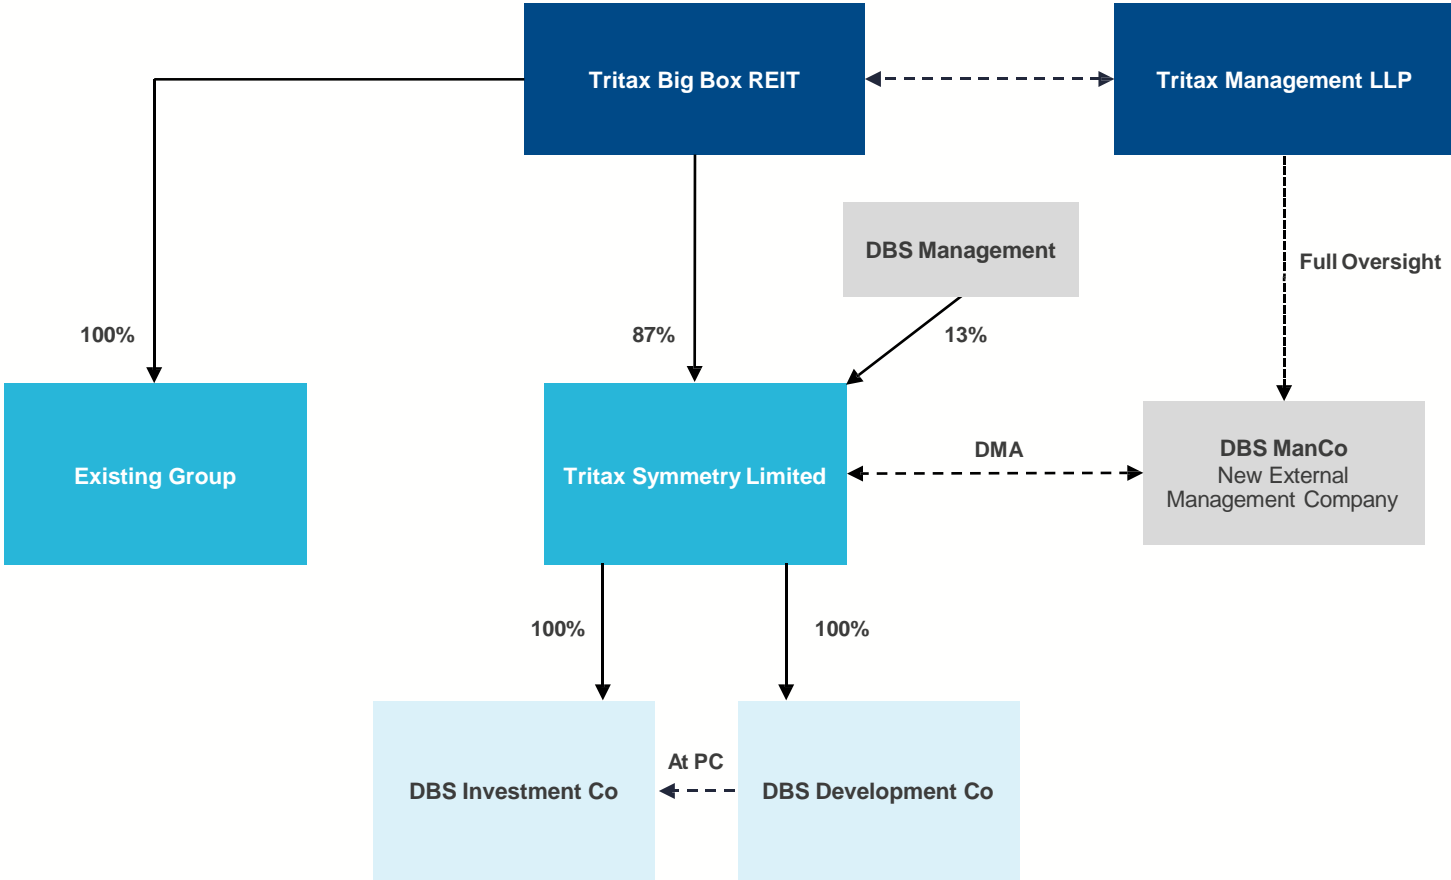 Tritax Big Box REIT
Tritax Management LLP
DBS Management
Full Oversight
100%
87%
13%
Existing Group
Tritax Symmetry Limited
DMA
DBS ManCo
New External
Management Company
100%
100%
At PC
DBS Investment Co
DBS Development Co